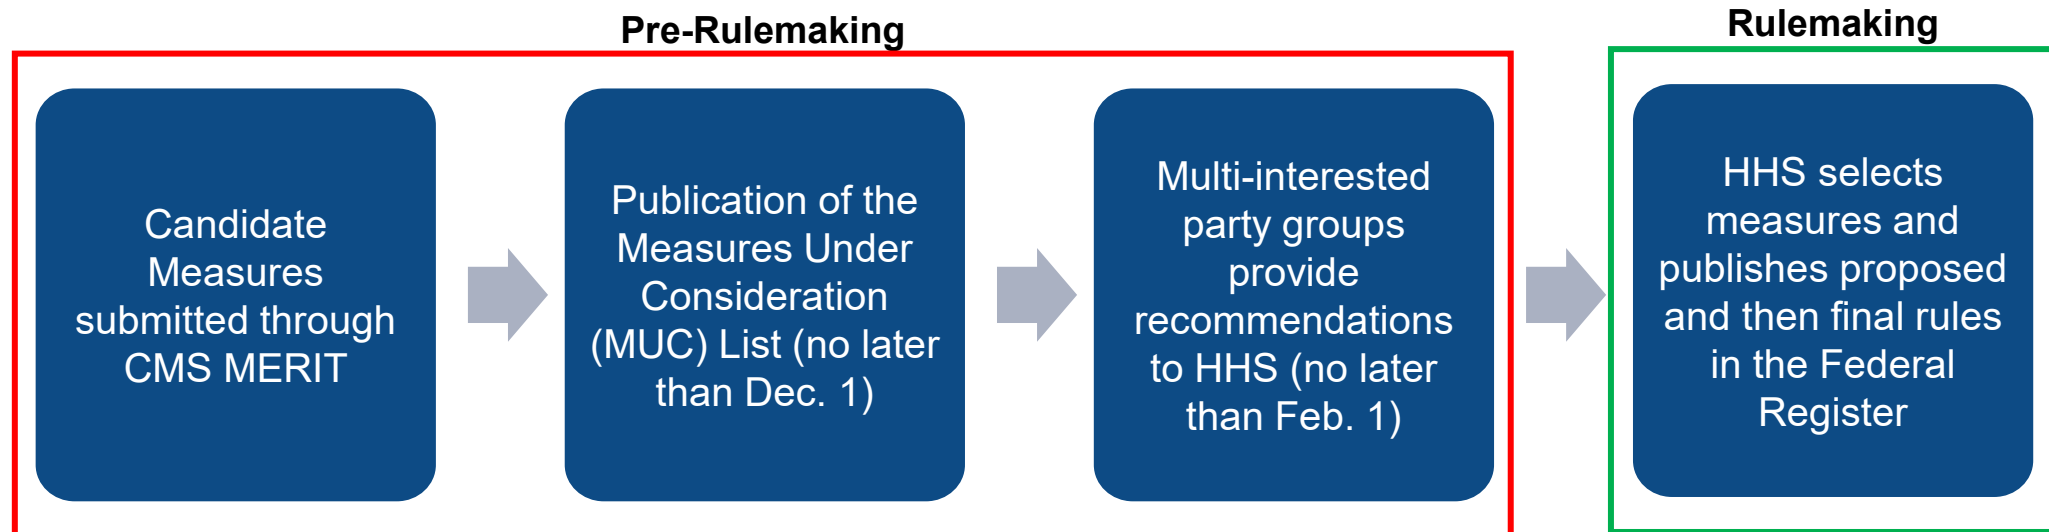 Pre-Rulemaking
Rulemaking
Candidate
Measures
submitted through
CMS MERIT
Publication of the
Measures Under
Consideration
(MUC) List (no later
than Dec. 1)
Multi-interested
party groups
provide
recommendations
to HHS (no later
than Feb. 1)
HHS selects
measures and
publishes proposed
and then final rules
in the Federal
Register